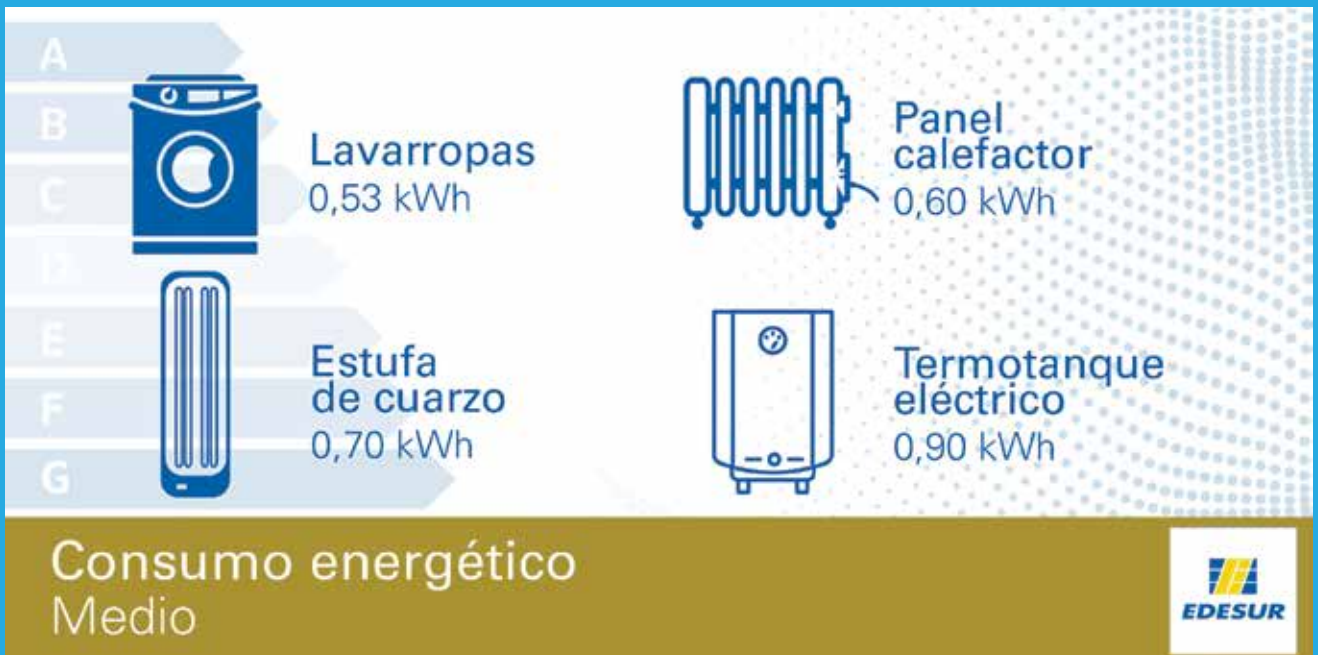 A
B
C
D
E
F
G
Lavarropas
0,53 kWh
Panel
calefactor
0,60 kWh
Estufa
de cuarzo
0,70 kWh
Termotanque
eléctrico
0,90 kWh
Consumo energético
Medio
EDESUR